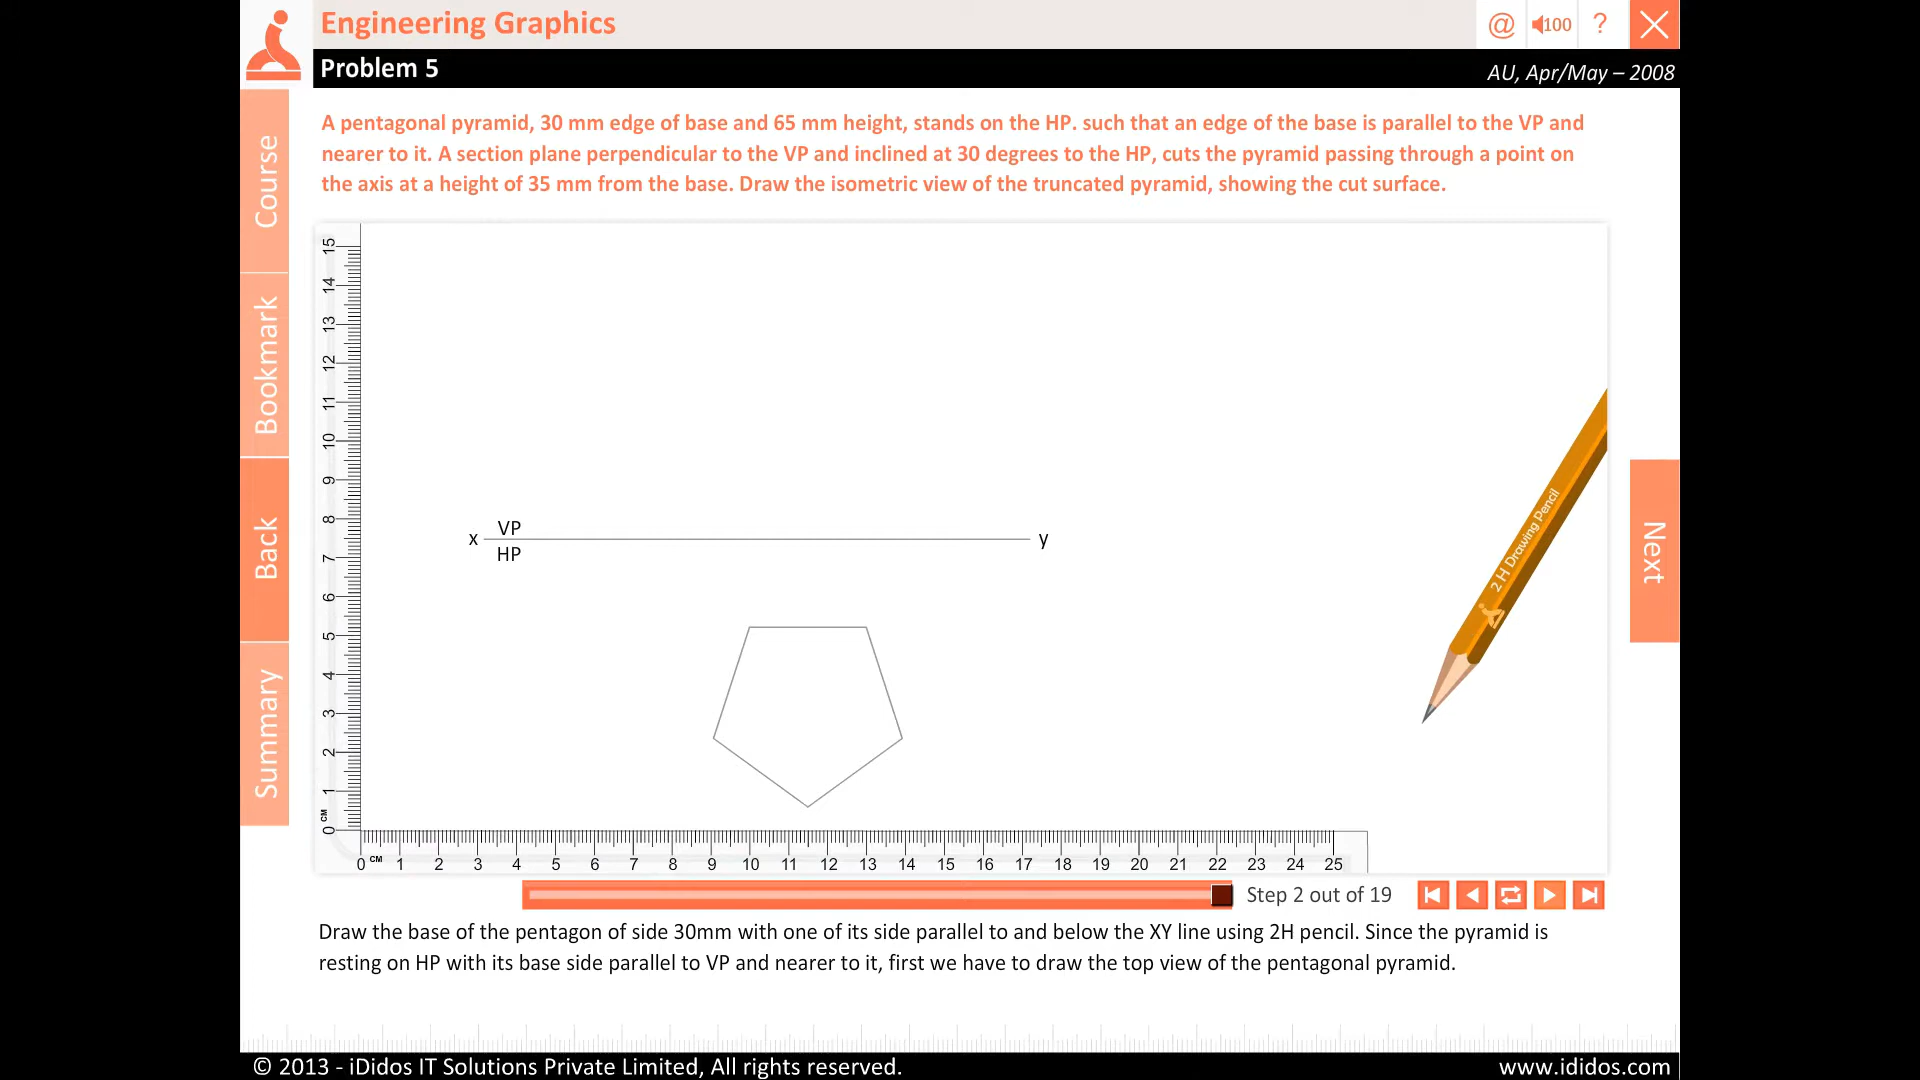 Engineering Graphics
@
100
?
Problem 5
AU, Apr/May – 2008
Course
Bookmark
Back
Summary
Next
A pentagonal pyramid, 30 mm edge of base and 65 mm height, stands on the HP. such that an edge of the base is parallel to the VP and
nearer to it. A section plane perpendicular to the VP and inclined at 30 degrees to the HP, cuts the pyramid passing through a point on
the axis at a height of 35 mm from the base. Draw the isometric view of the truncated pyramid, showing the cut surface.
15
14
13
12
11
10
9
8
7
6
5
4
3
2
1
0 CM
x VP y
HP
2 H Drawing Pencil
0 CM 1 2 3 4 5 6 7 8 9 10 11 12 13 14 15 16 17 18 19 20 21 22 23 24 25
Step 2 out of 19
Draw the base of the pentagon of side 30mm with one of its side parallel to and below the XY line using 2H pencil. Since the pyramid is
resting on HP with its base side parallel to VP and nearer to it, first we have to draw the top view of the pentagonal pyramid.
© 2013 - iDidos IT Solutions Private Limited, All rights reserved.
www.ididos.com